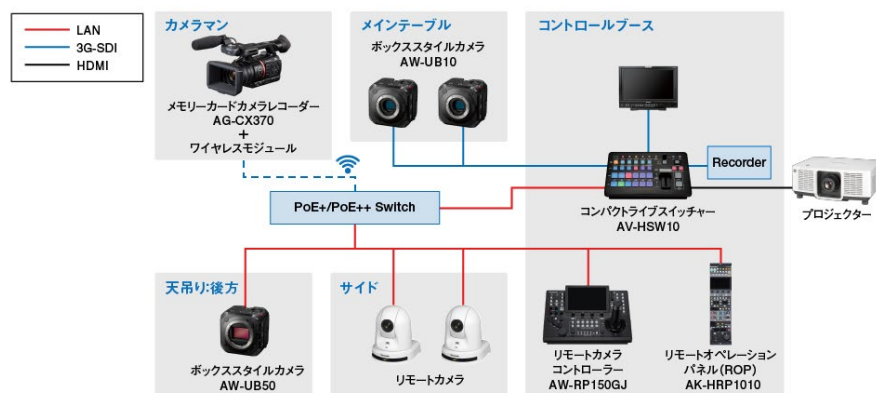 LAN
3G-SDI
HDMI
カメラマン
メモリーカードカメラレコーダー
AG-CX370
+
ワイヤレスモジュール
メインテーブル
ボックススタイルカメラ
AW-UB10
コントロールブース
Recorder
コンパクトライブスイッチャー
AV-HSW10
プロジェクター
PoE+/PoE++ Switch
天吊り:後方
ボックススタイルカメラ
AW-UB50
サイド
リモートカメラ
リモートカメラ
コントローラー
AW-RP150GJ
リモートオペレーション
パネル(ROP)
AK-HRP1010